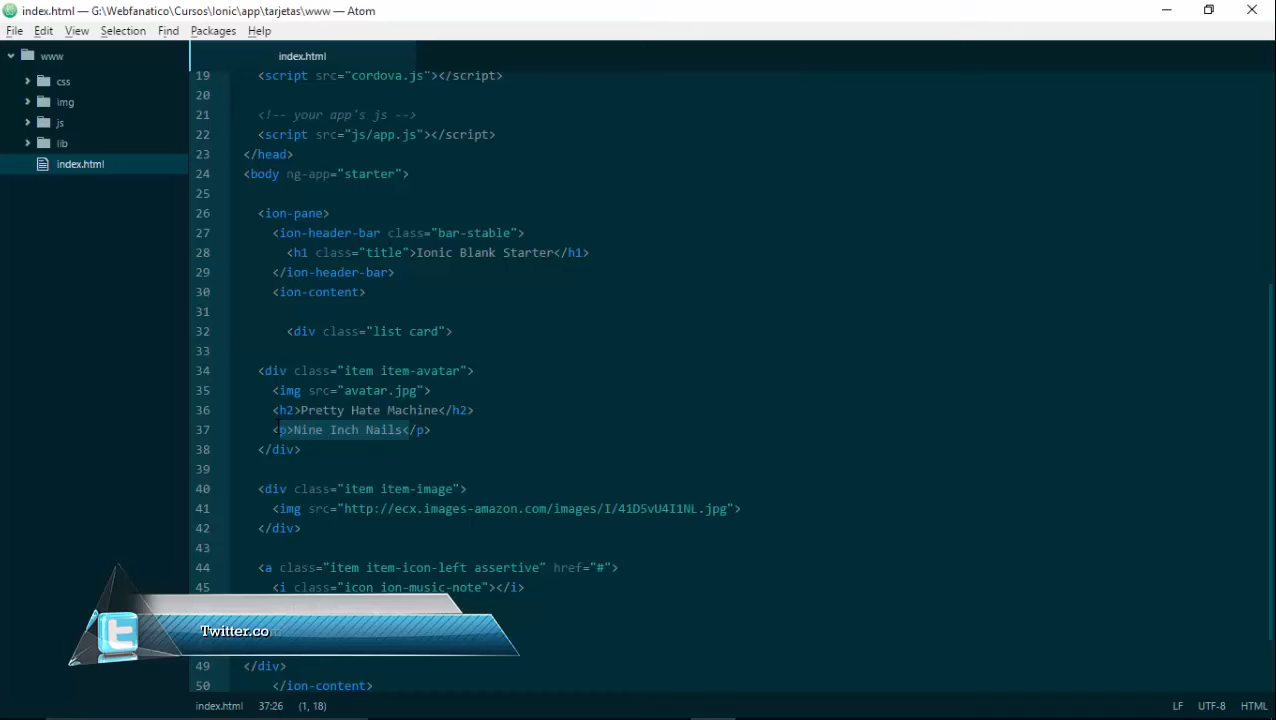 index.html — G:\Webfanatico\Cursos\Ionic\app\tarjetas\www — Atom
File Edit View Selection Find Packages Help
www
css
img
js
lib
index.html
index.html
19 <script src="cordova.js"></script>
20
21 <!-- your app's js -->
22 <script src="js/app.js"></script>
23 </head>
24 <body ng-app="starter">
25
26 <ion-pane>
27 <ion-header-bar class="bar-stable">
28 <h1 class="title">Ionic Blank Starter</h1>
29 </ion-header-bar>
30 <ion-content>
31
32 <div class="list card">
33
34 <div class="item item-avatar">
35 <img src="avatar.jpg">
36 <h2>Pretty Hate Machine</h2>
37 <p>Nine Inch Nails</p>
38 </div>
39
40 <div class="item item-image">
41 <img src="http://ecx.images-amazon.com/images/I/41D5vU4I1NL.jpg">
42 </div>
43
44 <a class="item item-icon-left assertive" href="#">
45 <i class="icon ion-music-note"></i>
Twitter.co
49 </div>
50 </ion-content>
index.html 37:26 (1, 18) LF UTF-8 HTML